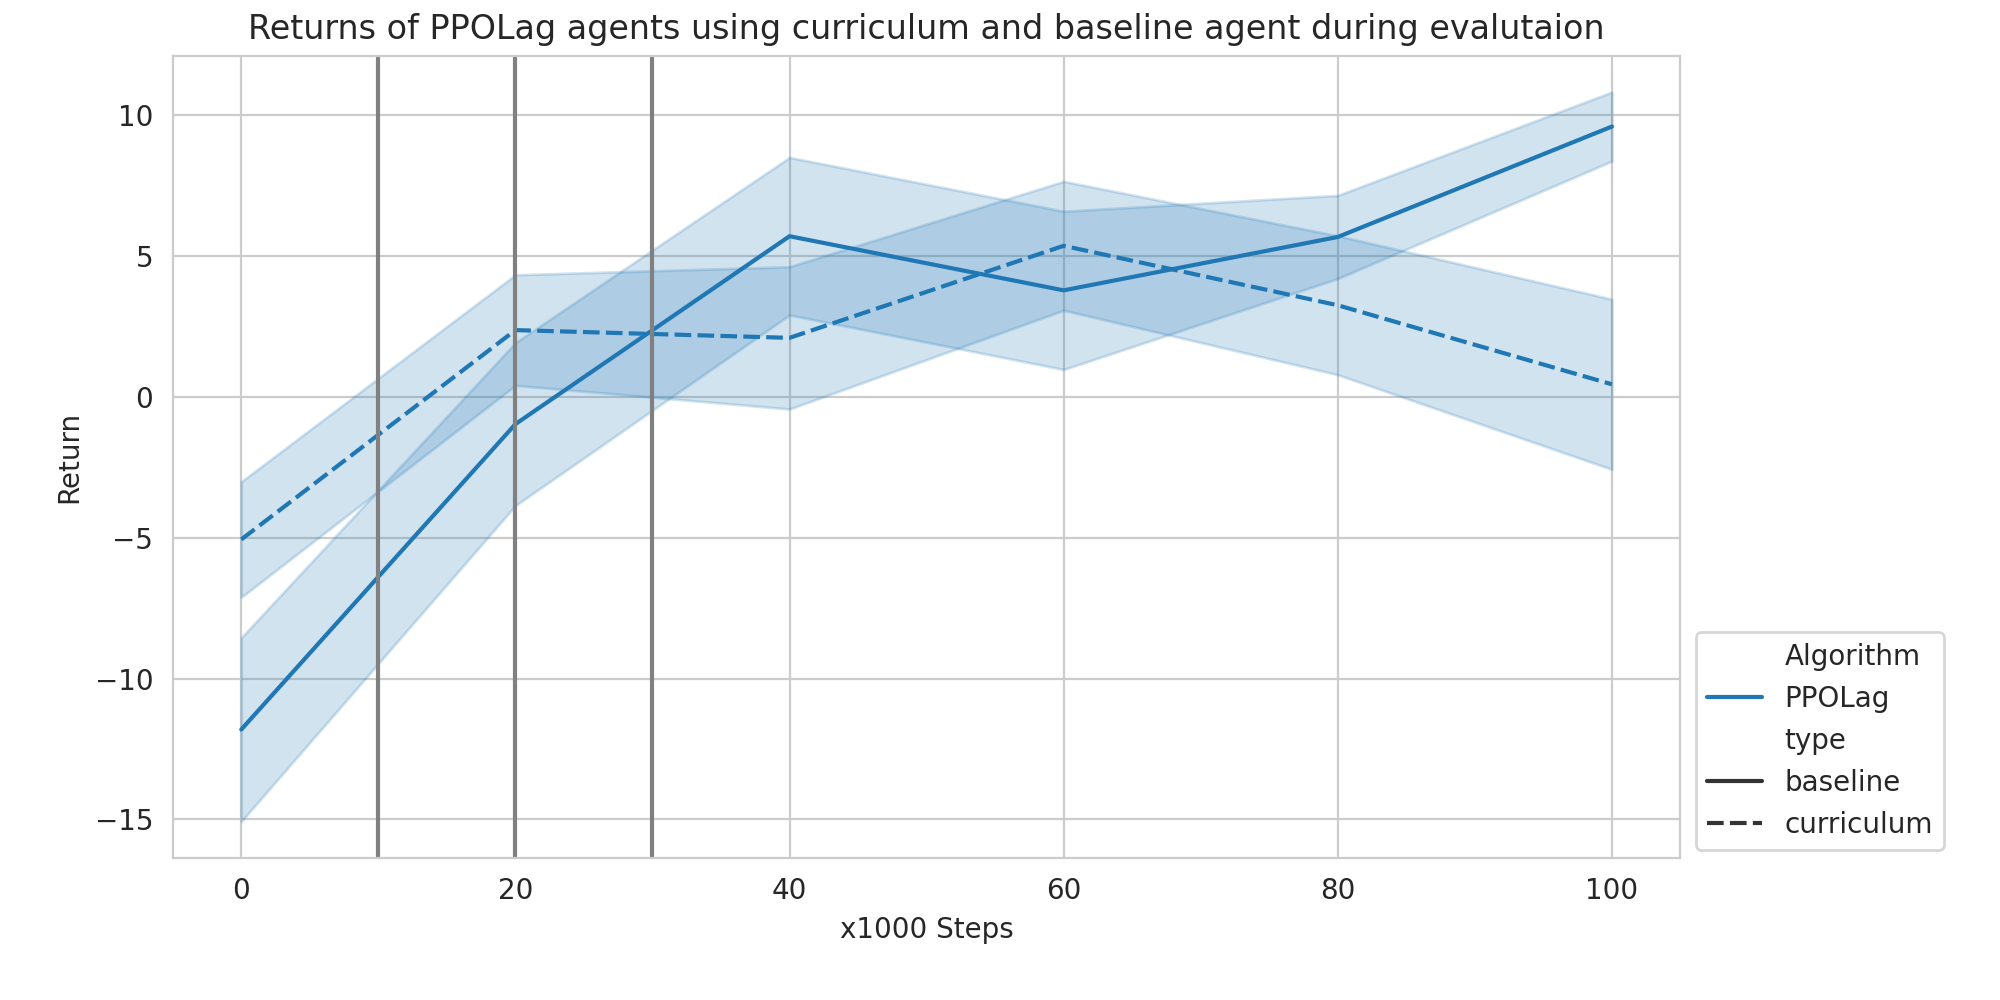 Returns of PPOLag agents using curriculum and baseline agent during evalutaion
10
5
0
−5
−10
−15
Return
0 20 40 60 80 100
x1000 Steps
Algorithm
PPOLag
type
baseline
curriculum